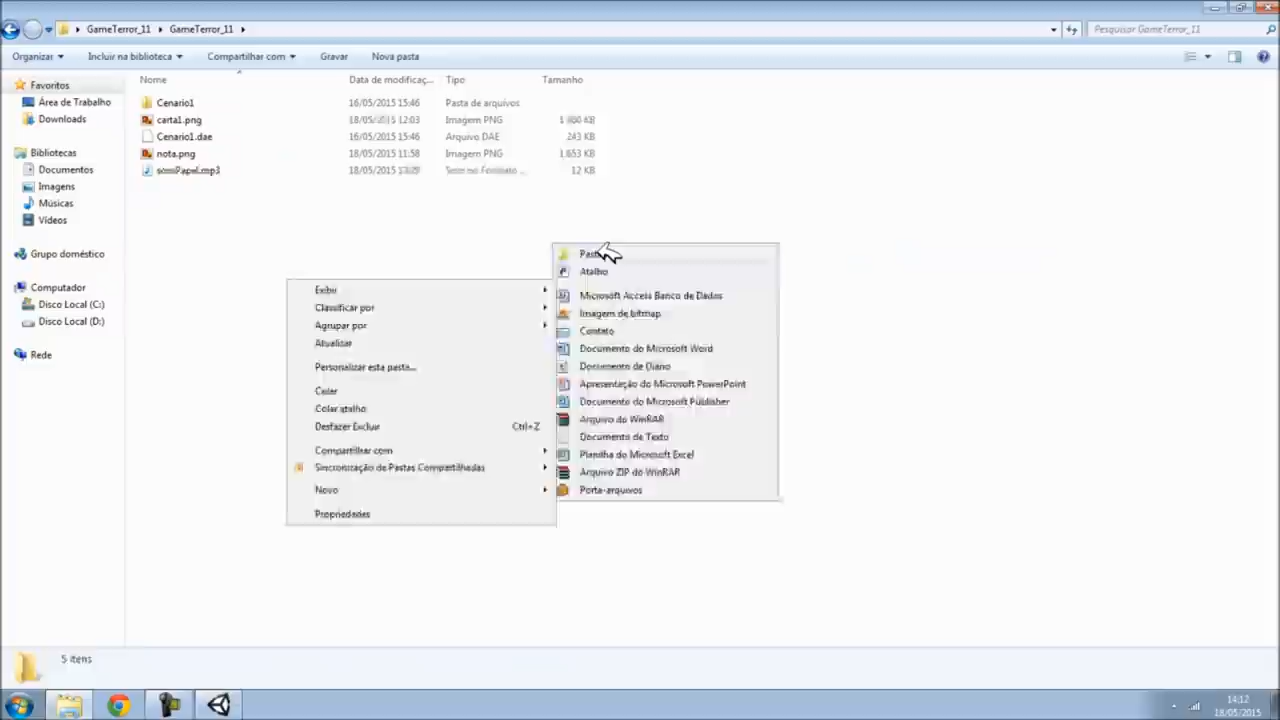 GameTerror_11 GameTerror_11
Pesquisar GameTerror_11
Organizar Incluir na biblioteca Compartilhar com Gravar Nova pasta
Favoritos
Área de Trabalho
Downloads
Bibliotecas
Documentos
Imagens
Músicas
Vídeos
Grupo doméstico
Computador
Disco Local (C:)
Disco Local (D:)
Rede
Nome Data de modificaç... Tipo Tamanho
Cenario1 16/05/2015 15:46 Pasta de arquivos
carta1.png 18/05/2015 12:03 Imagem PNG KB
Cenario1.dae 16/05/2015 15:46 Arquivo DAE 243 KB
nota.png 18/05/2015 11:58 Imagem PNG 1.653 KB
18/05/2015 12 KB
Exibir
Classificar por
Agrupar por
Atualizar
Personalizar esta pasta...
Colar
Colar atalho
Desfazer Excluir Ctrl+Z
Compartilhar com
Sincronização de Pastas Compartilhadas
Novo
Propriedades
Atalho
Microsoft Access Banco de Dados
Imagem de bitmap
Contato
Documento do Microsoft Word
Documento de Diário
Apresentação do Microsoft PowerPoint
Documento do Microsoft Publisher
Arquivo do WinRAR
Documento de Texto
Planilha do Microsoft Excel
Arquivo ZIP do WinRAR
Porta-arquivos
5 itens
14:12
18/05/2015